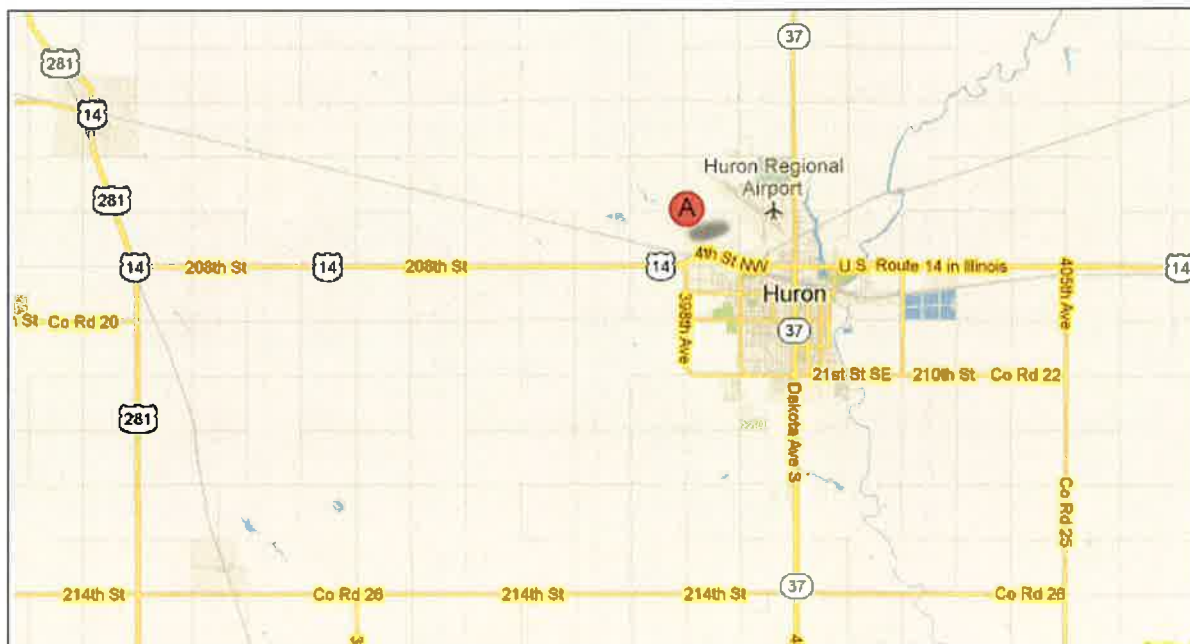 37
281
14
Huron Regional
Airport
A
281
14
208th St
14
208th St
14
4th St NW
U.S. Route 14 in Illinois
14
405th Ave
Huron
398th Ave
St
Co Rd 20
37
21st St SE
210th St
Co Rd 22
281
Dakota Ave S
Co Rd 25
214th St
Co Rd 26
214th St
214th St
37
Co Rd 26
3
4